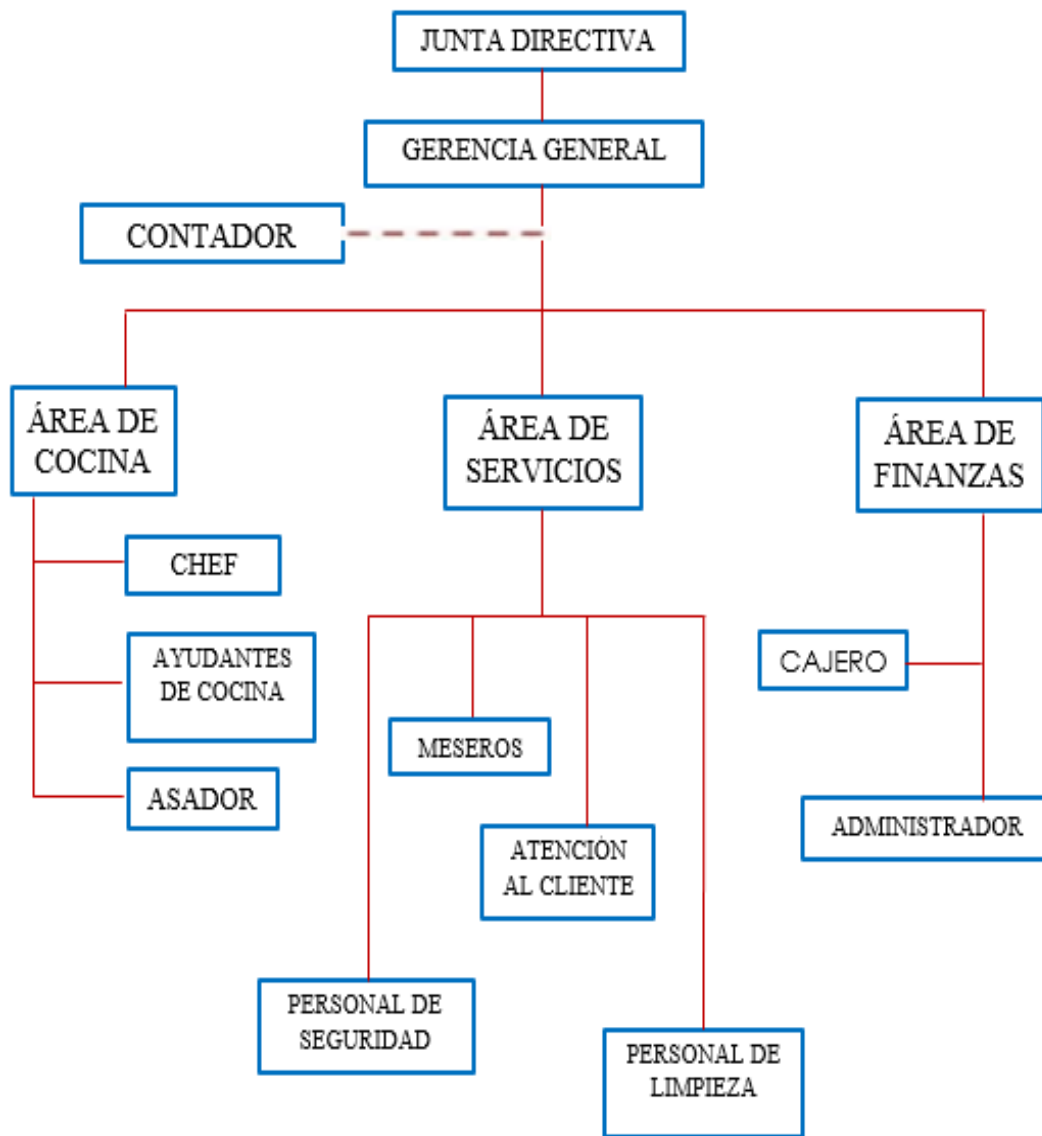 JUNTA DIRECTIVA
GERENCIA GENERAL
CONTADOR
ÁREA DE
COCINA
ÁREA DE
SERVICIOS
ÁREA DE
FINANZAS
CHEF
AYUDANTES
DE COCINA
ASADOR
MESEROS
ATENCIÓN
AL CLIENTE
PERSONAL DE
SEGURIDAD
PERSONAL DE
LIMPIEZA
CAJERO
ADMINISTRADOR